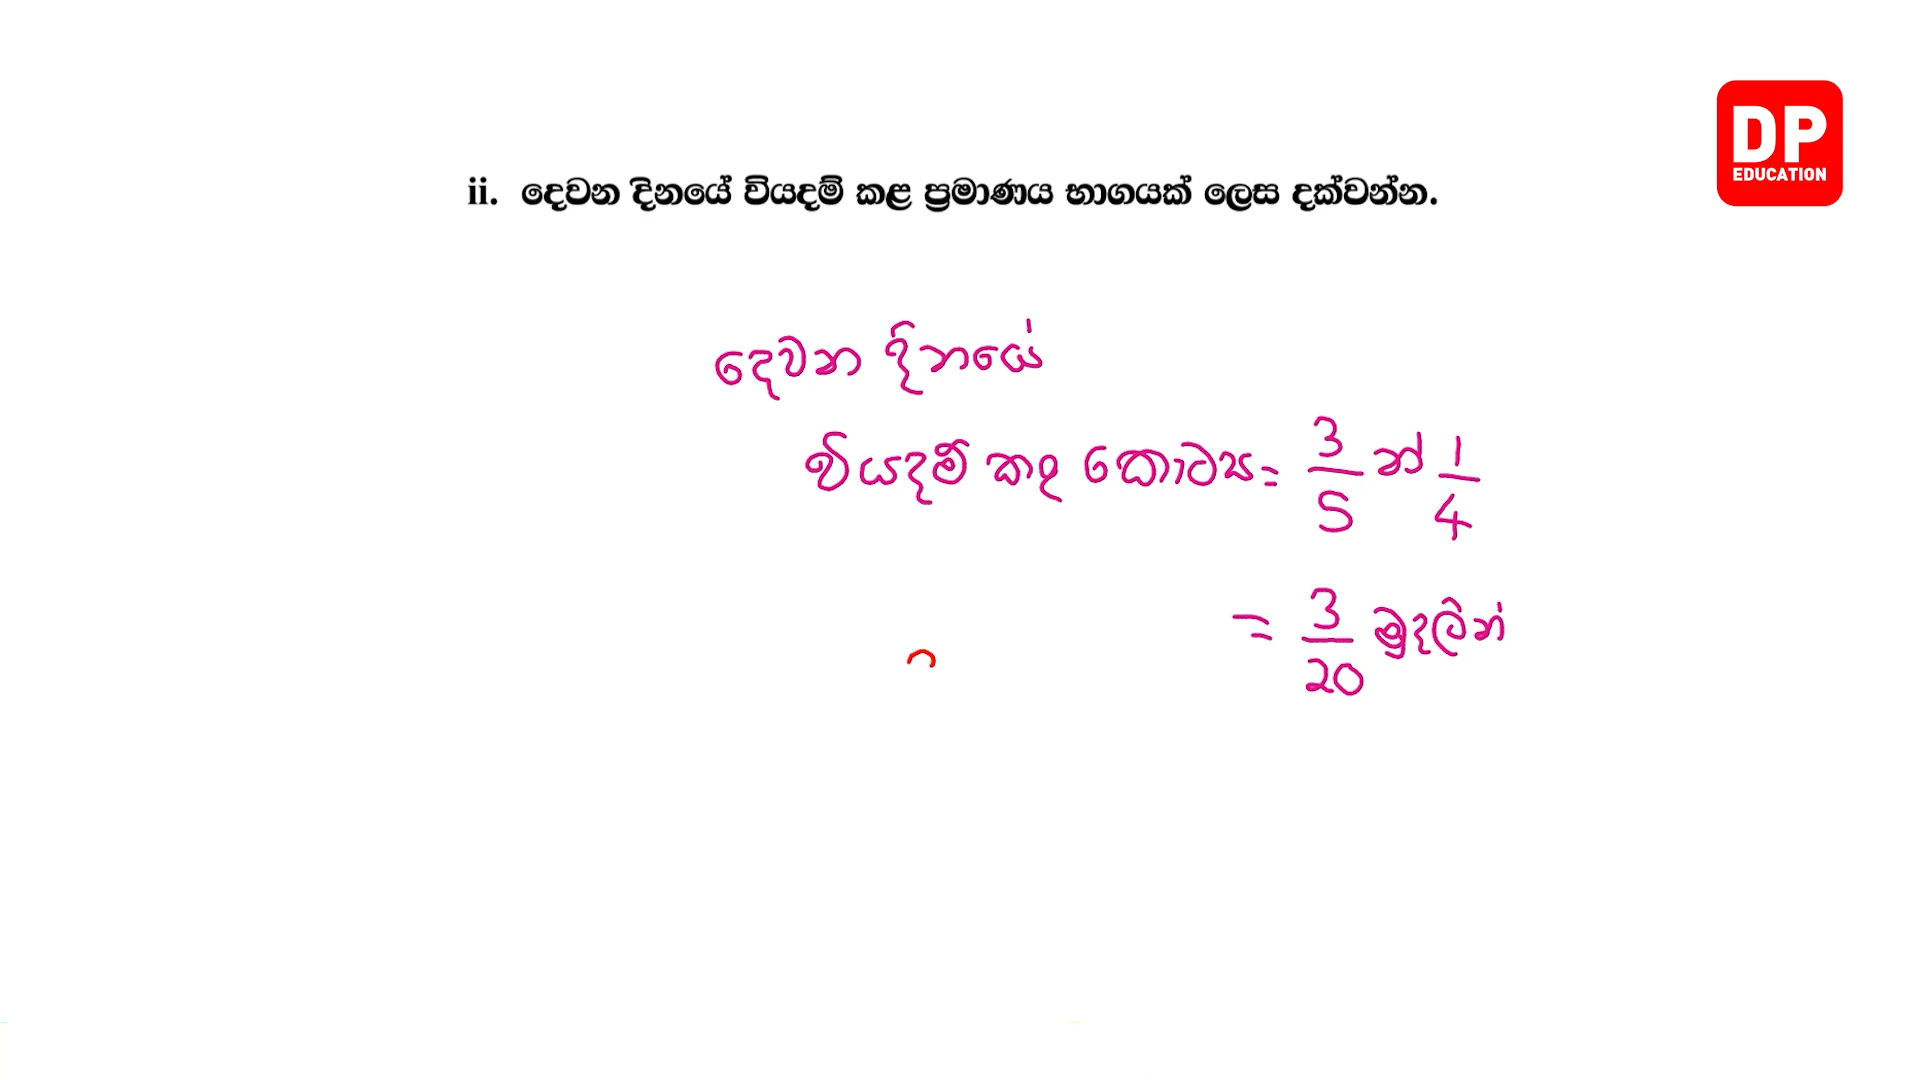 DP
EDUCATION
ii. දෙවන දිනයේ වියදම් කළ ප්‍රමාණය භාගයක් ලෙස දක්වන්න.
දෙවන දිනයේ
වියදම් කළ කොටස = 3/5 න් 1/4
= 3/20 මුදලින්